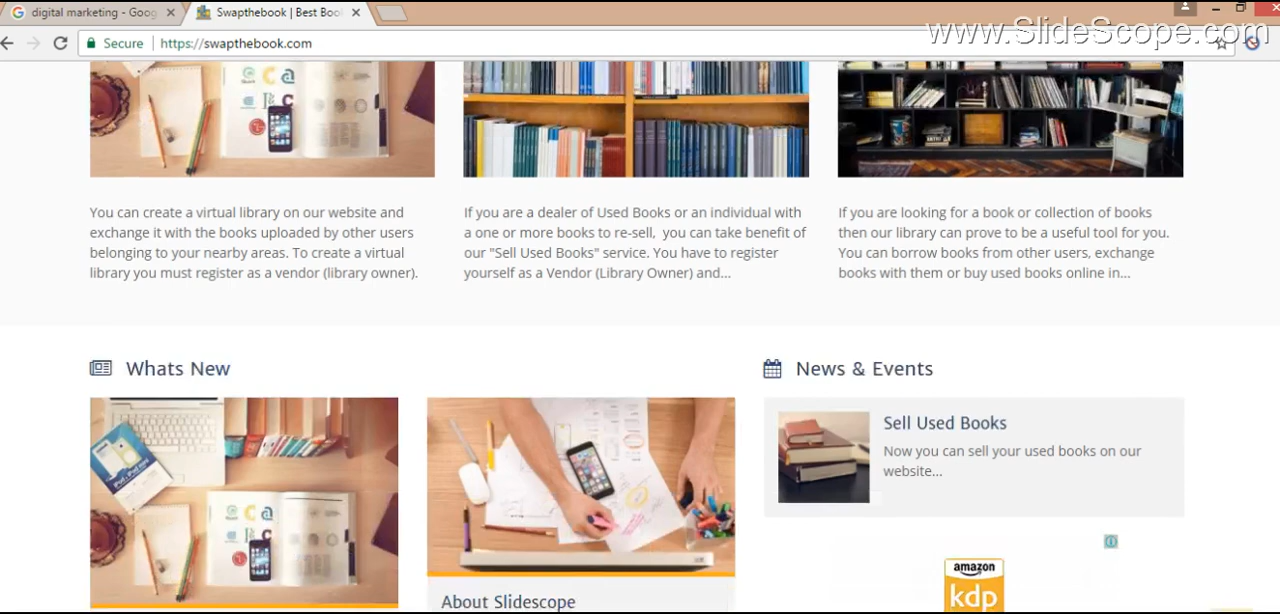 digital marketing - Goog
Swapthebook | Best Boo
www.SlideScope.com
Secure
https://swapthebook.com
You can create a virtual library on our website and
exchange it with the books uploaded by other users
belonging to your nearby areas. To create a virtual
library you must register as a vendor (library owner).
If you are a dealer of Used Books or an individual with
a one or more books to re-sell, you can take benefit of
our "Sell Used Books" service. You have to register
yourself as a Vendor (Library Owner) and...
If you are looking for a book or collection of books
then our library can prove to be a useful tool for you.
You can borrow books from other users, exchange
books with them or buy used books online in...
Whats New
News & Events
Sell Used Books
Now you can sell your used books on our
website...
About Slidescope
amazon
kdp